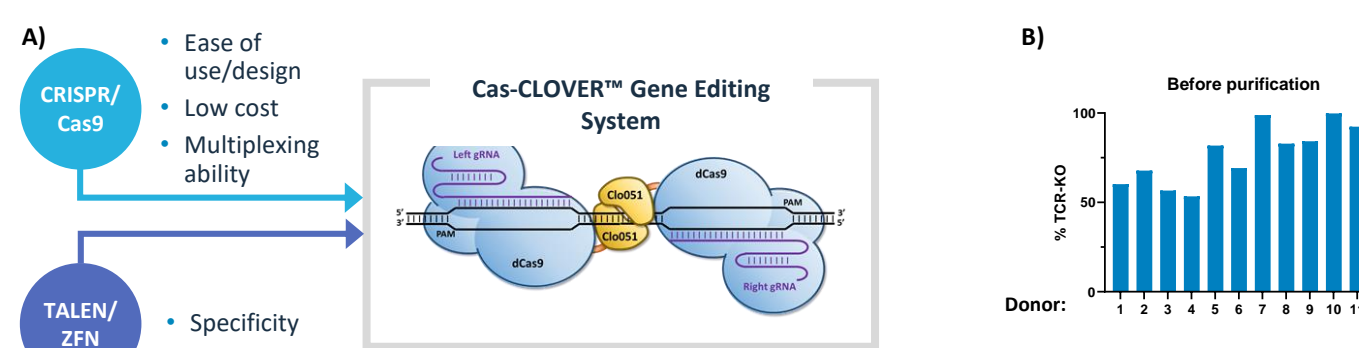 A)
CRISPR/
Cas9
• Ease of
use/design
• Low cost
• Multiplexing
ability
TALEN/
ZFN
• Specificity
Cas-CLOVER™ Gene Editing
System
Left gRNA
dCas9
Clo051
PAM
5′
3′
3′
5′
PAM
Clo051
dCas9
Right gRNA
B)
Before purification
% TCR-KO
100
50
0
Donor:
1 2 3 4 5 6 7 8 9 10